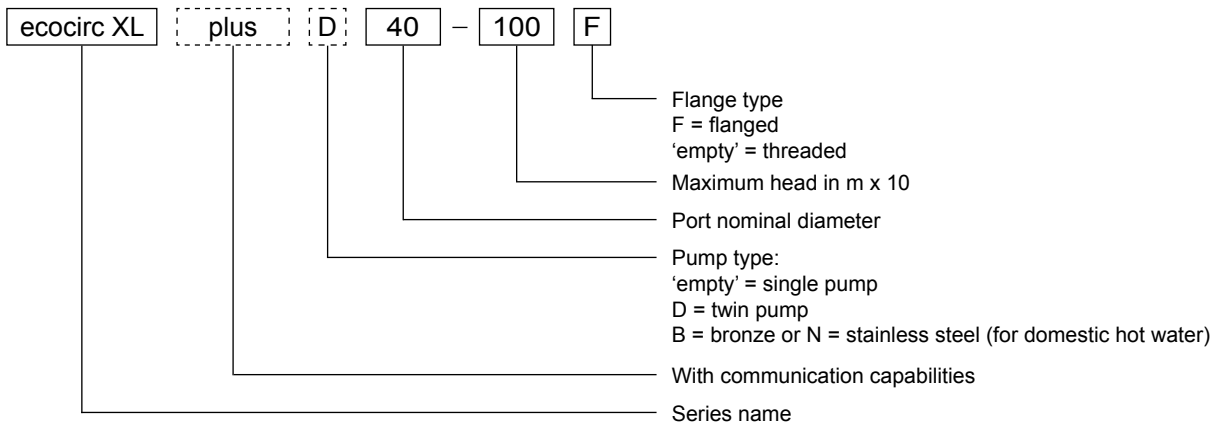 ecocirc XL plus D 40 – 100 F
Flange type
F = flanged
‘empty’ = threaded
Maximum head in m x 10
Port nominal diameter
Pump type:
‘empty’ = single pump
D = twin pump
B = bronze or N = stainless steel (for domestic hot water)
With communication capabilities
Series name